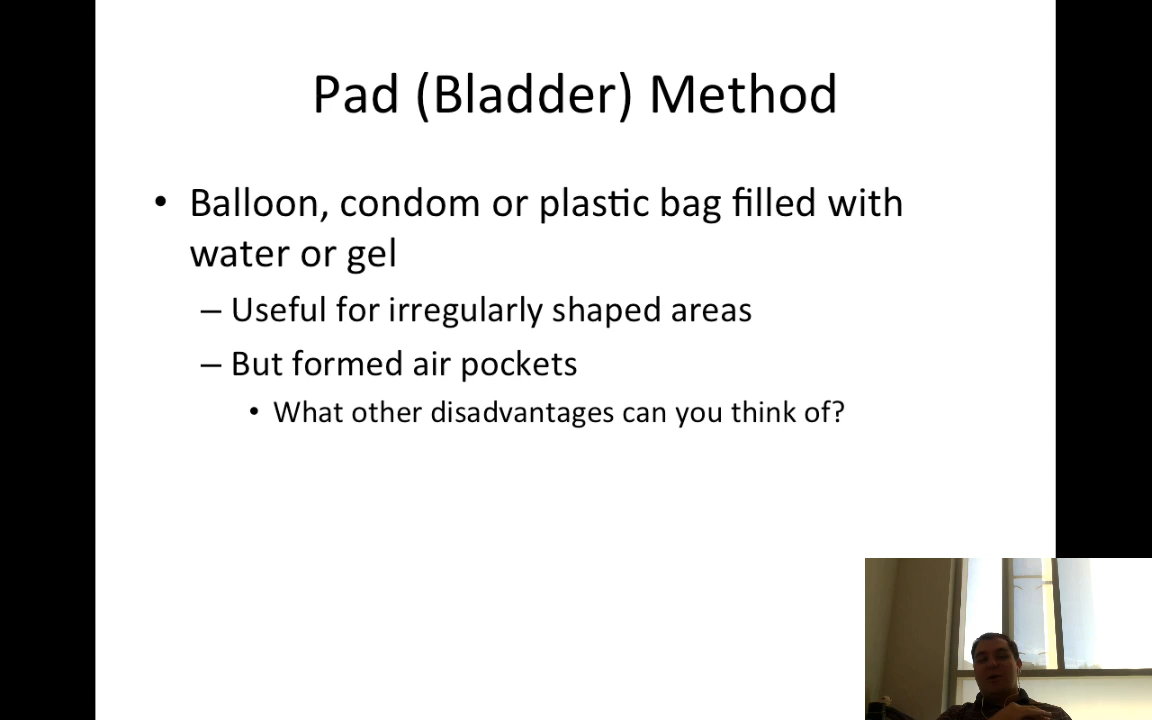 Pad (Bladder) Method
• Balloon, condom or plastic bag filled with
water or gel
– Useful for irregularly shaped areas
– But formed air pockets
• What other disadvantages can you think of?